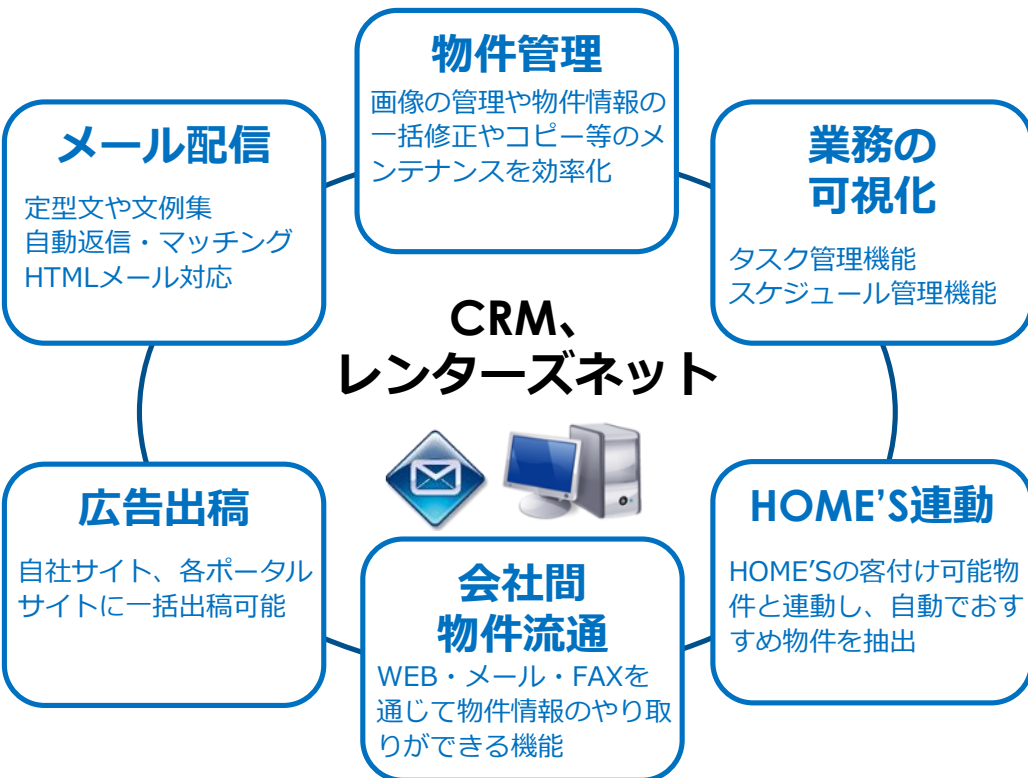 物件管理
画像の管理や物件情報の
一括修正やコピー等のメ
ンテナンスを効率化
メール配信
定型文や文例集
自動返信・マッチング
HTMLメール対応
業務の
可視化
タスク管理機能
スケジュール管理機能
CRM、
レンターズネット
広告出稿
自社サイト、各ポータル
サイトに一括出稿可能
会社間
物件流通
WEB・メール・FAXを
通じて物件情報のやり取
りができる機能
HOME’S連動
HOME’Sの客付け可能物
件と連動し、自動でおす
すめ物件を抽出